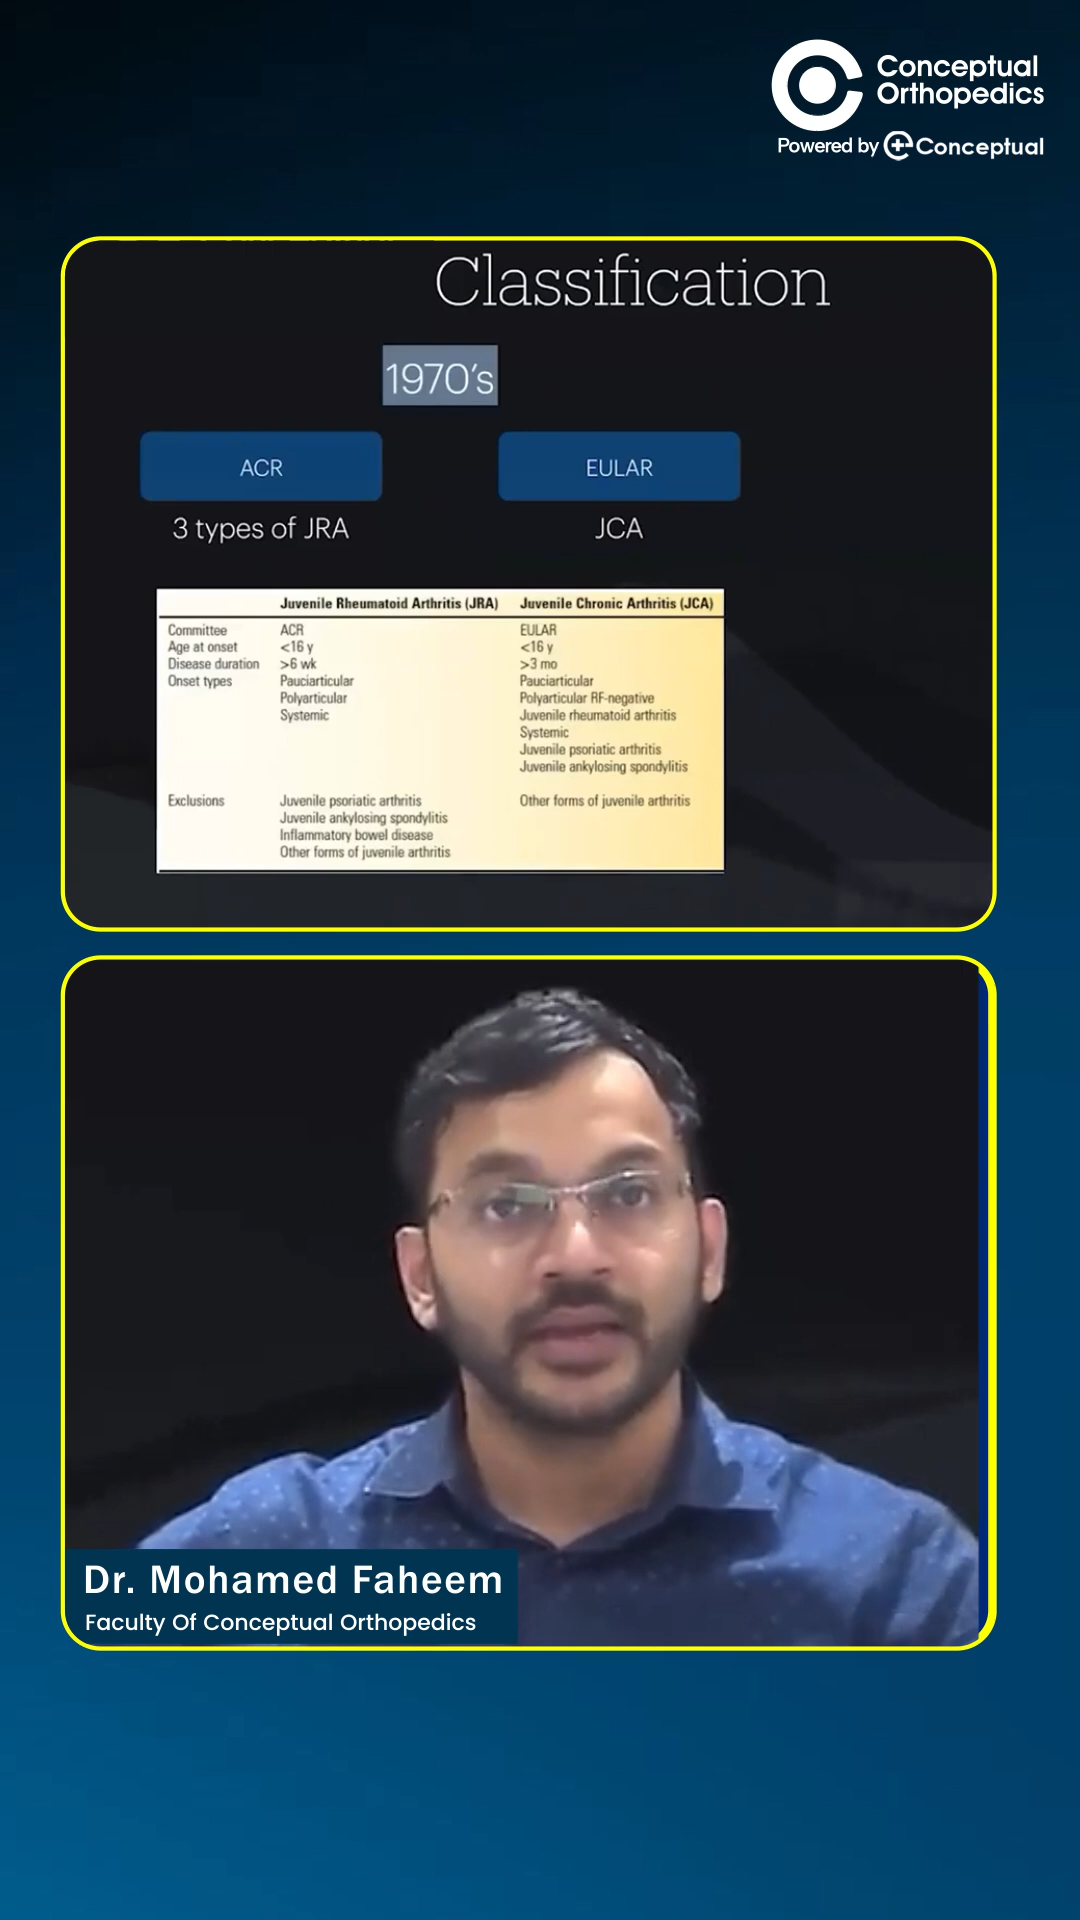 Conceptual
Orthopedics
Powered by Conceptual
Classification
1970's
ACR
EULAR
3 types of JRA
JCA
Juvenile Rheumatoid Arthritis (JRA) Juvenile Chronic Arthritis (JCA)
Committee ACR EULAR
Age at onset <16 y <16 y
Disease duration >6 wk >3 mo
Onset types Pauciarticular Pauciarticular
Polyarticular Polyarticular RF-negative
Systemic Juvenile rheumatoid arthritis
Systemic
Juvenile psoriatic arthritis
Juvenile ankylosing spondylitis
Exclusions Juvenile psoriatic arthritis Other forms of juvenile arthritis
Juvenile ankylosing spondylitis
Inflammatory bowel disease
Other forms of juvenile arthritis
Dr. Mohamed Faheem
Faculty Of Conceptual Orthopedics